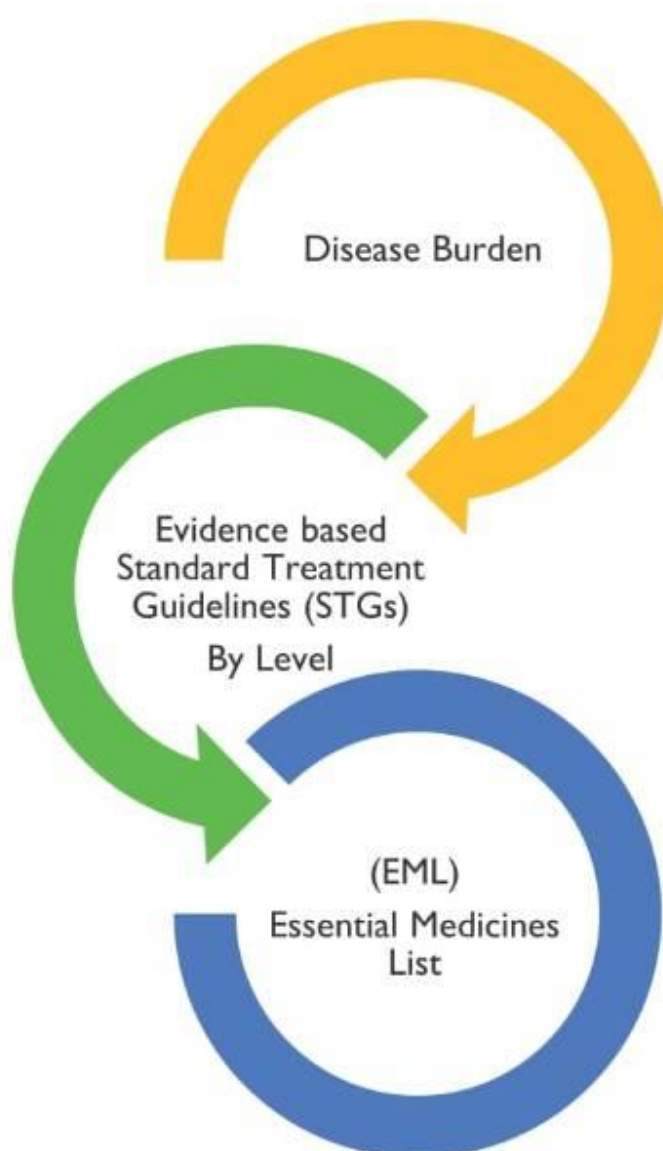 Disease Burden
Evidence based
Standard Treatment
Guidelines (STGs)
By Level
(EML)
Essential Medicines
List